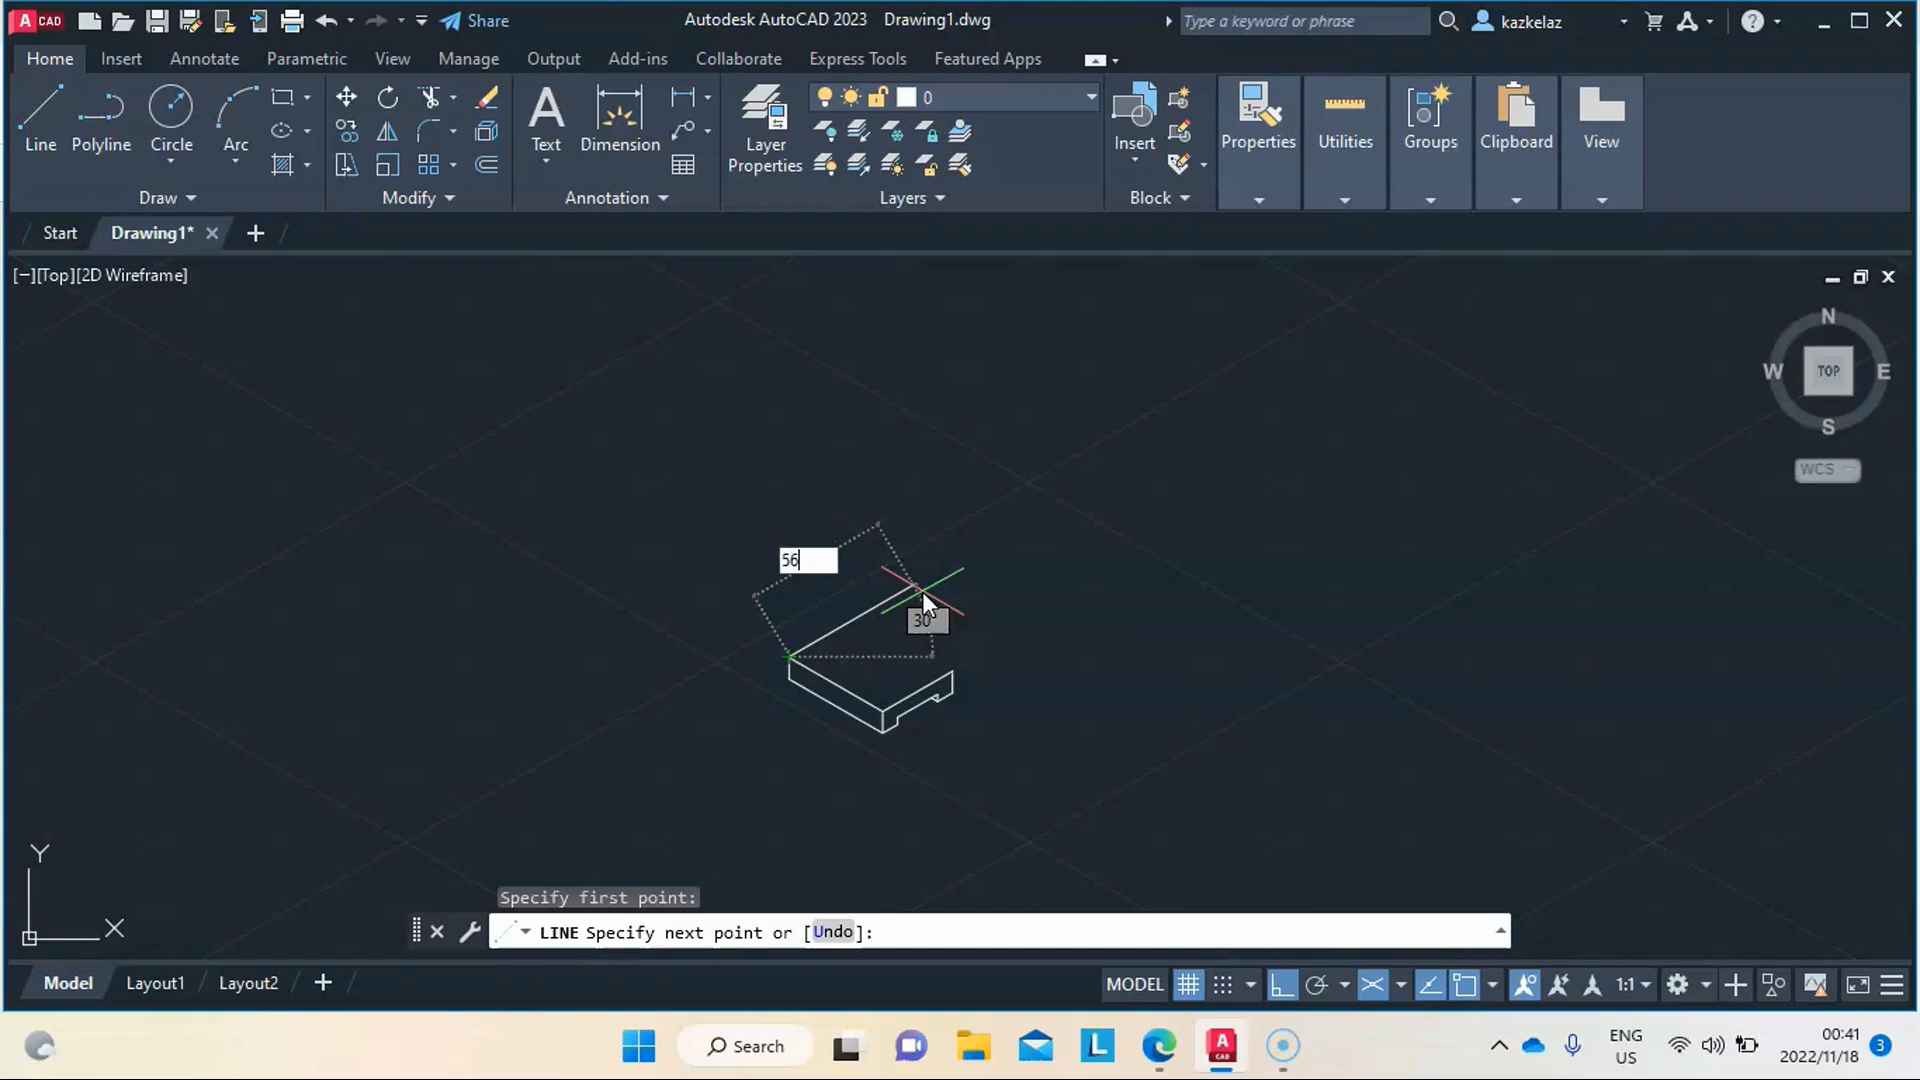 A CAD Share Autodesk AutoCAD 2023 Drawing1.dwg Type a keyword or phrase kazkelaz
Home Insert Annotate Parametric View Manage Output Add-ins Collaborate Express Tools Featured Apps
0
Line Polyline Circle Arc Text Dimension Layer Properties Insert Properties Utilities Groups Clipboard View
Draw Modify Annotation Layers Block
Start Drawing1*
[−][Top][2D Wireframe]
N
W TOP E
S
WCS
56
30°
Y
X
Specify first point:
LINE Specify next point or [Undo]:
Model Layout1 Layout2 MODEL 1:1
Search L A CAD ENG US 00:41 2022/11/18 3